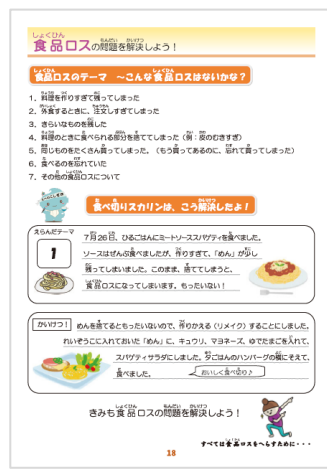 食品ロスの問題を解決しよう！
食品ロスのテーマ　～こんな食品ロスはないかな？
1．料理を作りすぎて残ってしまった
2．外食するときに、注文しすぎてしまった
3．きらいなものを残した
4．料理のときに食べられる部分を捨ててしまった（例：皮のむきすぎ）
5．同じものをたくさん買ってしまった。（もう買ってあるのに、忘れて買ってしまった）
6．食べるのを忘れていた
7．その他の食品ロスについて
食べ切りスカリンは、こう解決したよ！
えらんだテーマ
1
7月26日、ひるごはんにミートソーススパゲティを食べました。
ソースはぜんぶ食べましたが、作りすぎて、「めん」が少し
残ってしまいました。このまま、捨ててしまうと、
食品ロスになってしまいます。もったいない！
かいけつ！
めんを捨てるともったいないので、作りかえる（リメイク）することにしました。
れいぞうこに入れておいた「めん」に、キュウリ、マヨネーズ、ゆでたまごを入れて、
スパゲティサラダにしました。夕ごはんのハンバーグの横にそえて、
食べました。
おいしく食べ切り♪
きみも食品ロスの問題を解決しよう！
すべては食品ロスをへらすために・・・
18